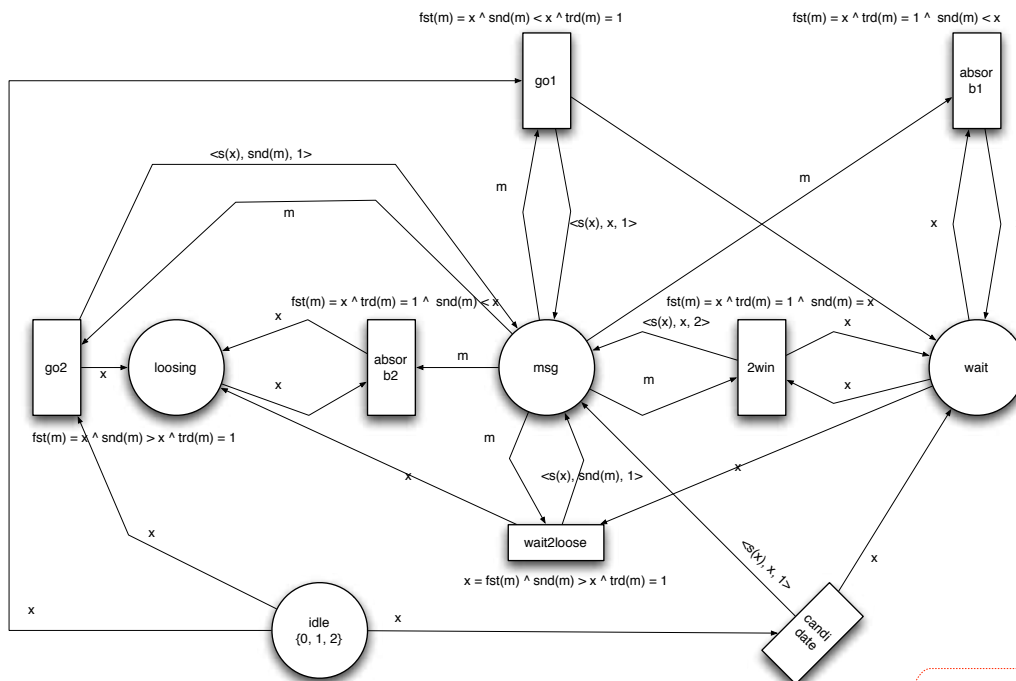 fst(m) = x ^ snd(m) < x ^ trd(m) = 1
fst(m) = x ^ trd(m) = 1 ^ snd(m) < x
go1
absor
b1
<s(x), snd(m), 1>
m
m
m
<s(x), x, 1>
x
fst(m) = x ^ trd(m) = 1 ^ snd(m) < x
fst(m) = x ^ trd(m) = 1 ^ snd(m) = x
x
<s(x), x, 2>
x
go2
x
loosing
x
absor
b2
m
msg
m
2win
x
wait
fst(m) = x ^ snd(m) > x ^ trd(m) = 1
m
x
<s(x), snd(m), 1>
x
x
wait2loose
<s(x), x, 1>
x
x = fst(m) ^ snd(m) > x ^ trd(m) = 1
x
x
idle
{0, 1, 2}
x
candi
date